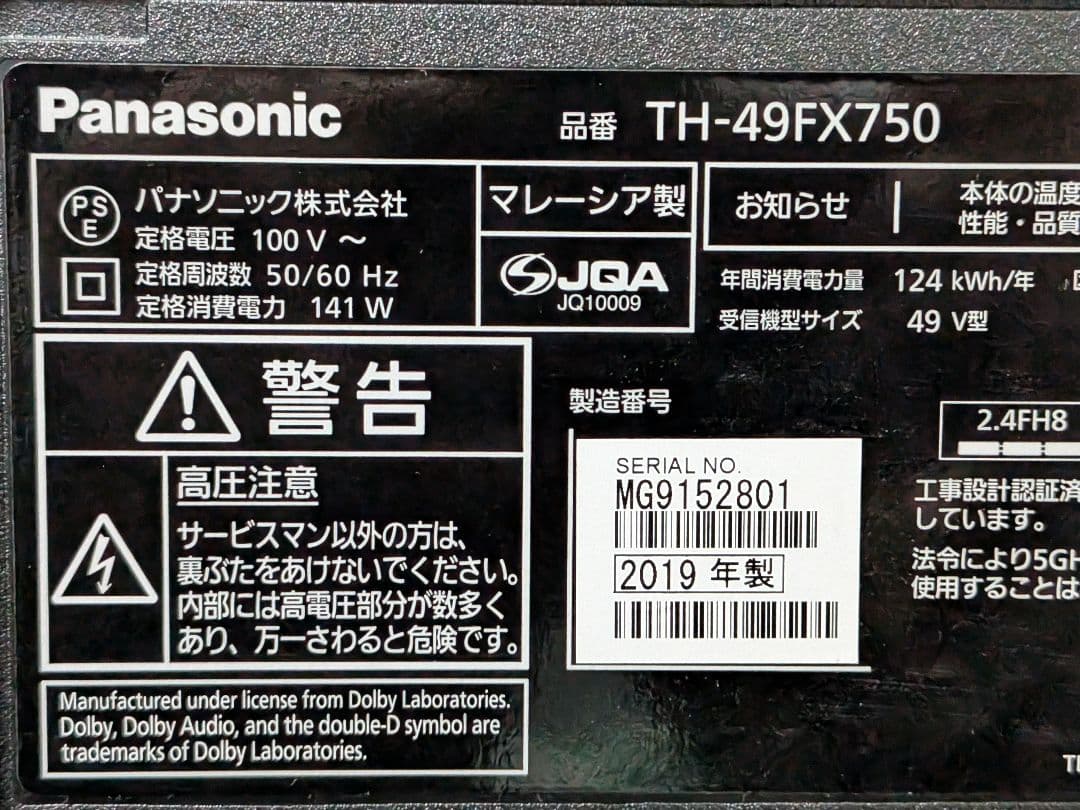 Panasonic
品番 TH-49FX750
PSE
パナソニック株式会社
定格電圧 100 V ～
定格周波数 50/60 Hz
定格消費電力 141 W
マレーシア製
JQA
JQ10009
お知らせ
本体の温度
性能・品質
年間消費電力量 124 kWh/年
受信機型サイズ 49 V型
警告
高圧注意
サービスマン以外の方は、
裏ぶたをあけないでください。
内部には高電圧部分が数多く
あり、万一さわると危険です。
製造番号
SERIAL NO.
MG9152801
2019 年製
2.4FH8
工事設計認証済
しています。
法令により5GH
使用することは
Manufactured under license from Dolby Laboratories.
Dolby, Dolby Audio, and the double-D symbol are
trademarks of Dolby Laboratories.